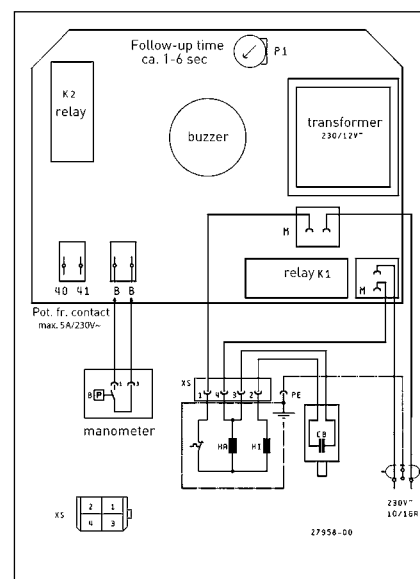 Follow-up time
ca. 1-6 sec
P1
K2
relay
buzzer
transformer
230/12V~
M
relay K1
M
40 41 B B
Pot. fr. contact
max. 5A/230V~
1 3
B P
manometer
XS
1 4 3 2 PE
HA HI
CB
XS
2 1
4 3
230V~
10/16A
27958-00